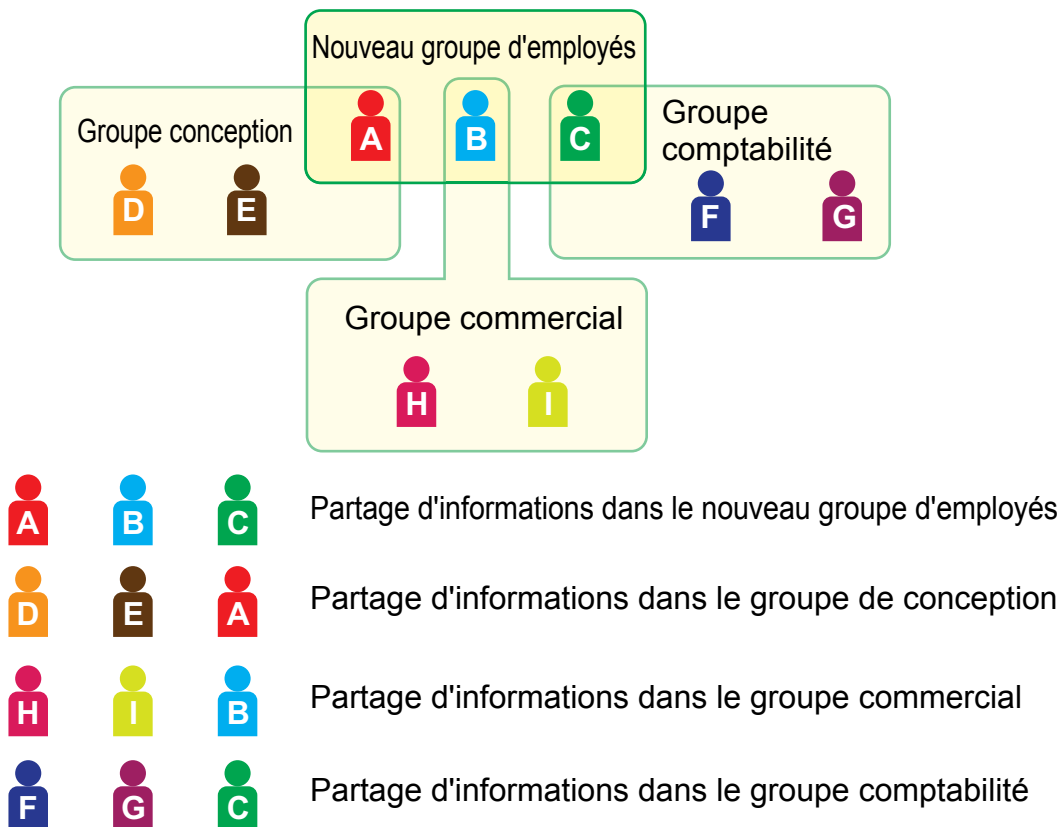 Nouveau groupe d'employés
Groupe conception
A
B
C
Groupe
comptabilité
D
E
F
G
Groupe commercial
H
I
A B C Partage d'informations dans le nouveau groupe d'employés
D E A Partage d'informations dans le groupe de conception
H I B Partage d'informations dans le groupe commercial
F G C Partage d'informations dans le groupe comptabilité